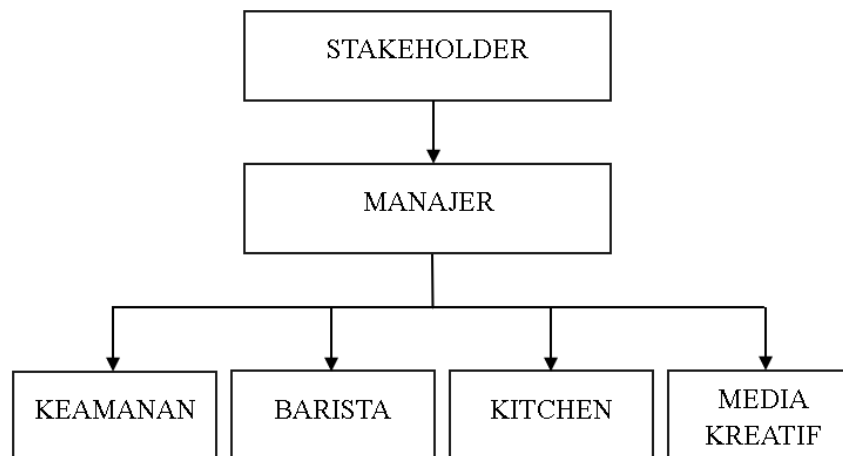 STAKEHOLDER
MANAJER
KEAMANAN
BARISTA
KITCHEN
MEDIA
KREATIF